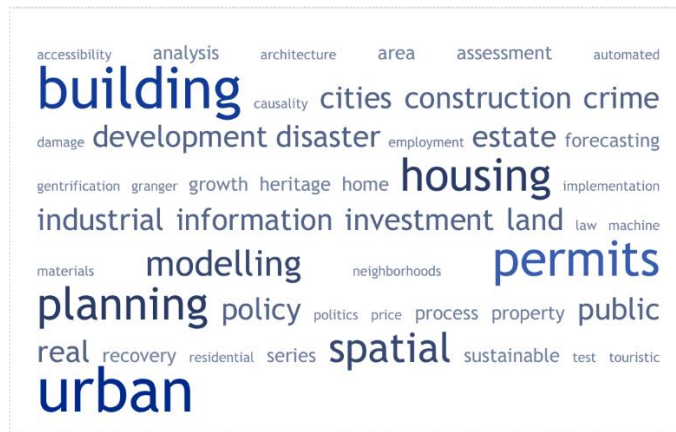 accessibility analysis architecture area assessment automated
building causality cities construction crime
damage development disaster employment estate forecasting
gentrification granger growth heritage home housing implementation
industrial information investment land law machine
materials modelling neighborhoods permits
planning policy politics price process property public
real recovery residential series spatial sustainable test touristic
urban